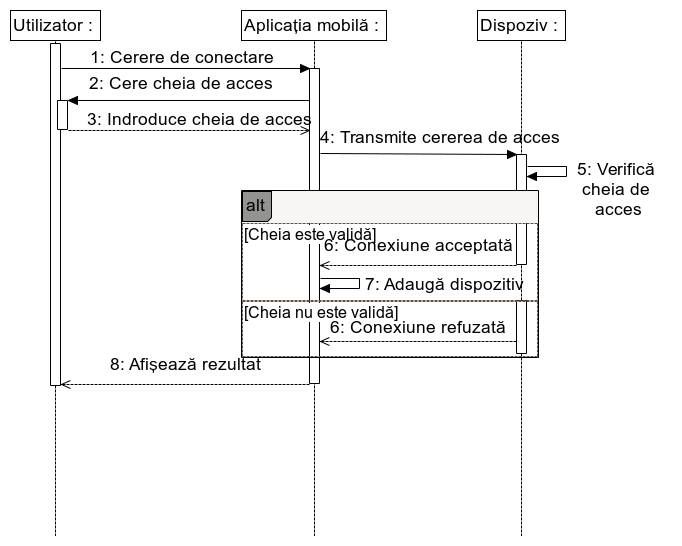 Utilizator :
Aplicația mobilă :
Dispoziv :
1: Cerere de conectare
2: Cere cheia de acces
3: Indroduce cheia de acces
4: Transmite cererea de acces
5: Verifică
cheia de
acces
alt
[Cheia este validă]
6: Conexiune acceptată
7: Adaugă dispozitiv
[Cheia nu este validă]
6: Conexiune refuzată
8: Afișează rezultat